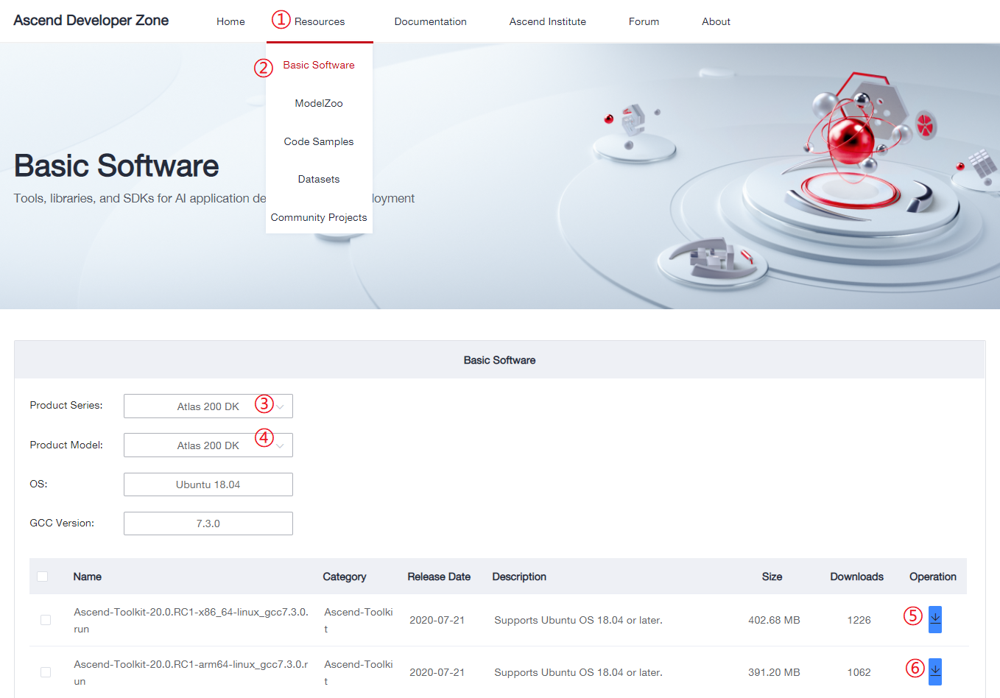 Ascend Developer Zone Home ① Resources Documentation Ascend Institute Forum About
② Basic Software
ModelZoo
Code Samples
Datasets
Community Projects
Basic Software
Tools, libraries, and SDKs for AI application de loyment
Basic Software
Product Series: Atlas 200 DK ③
Product Model: Atlas 200 DK ④
OS: Ubuntu 18.04
GCC Version: 7.3.0
Name Category Release Date Description Size Downloads Operation
Ascend-Toolkit-20.0.RC1-x86_64-linux_gcc7.3.0.
run
Ascend-Toolki
t
2020-07-21 Supports Ubuntu OS 18.04 or later. 402.68 MB 1226 ⑤
Ascend-Toolkit-20.0.RC1-arm64-linux_gcc7.3.0.r
un
Ascend-Toolki
t
2020-07-21 Supports Ubuntu OS 18.04 or later. 391.20 MB 1062 ⑥